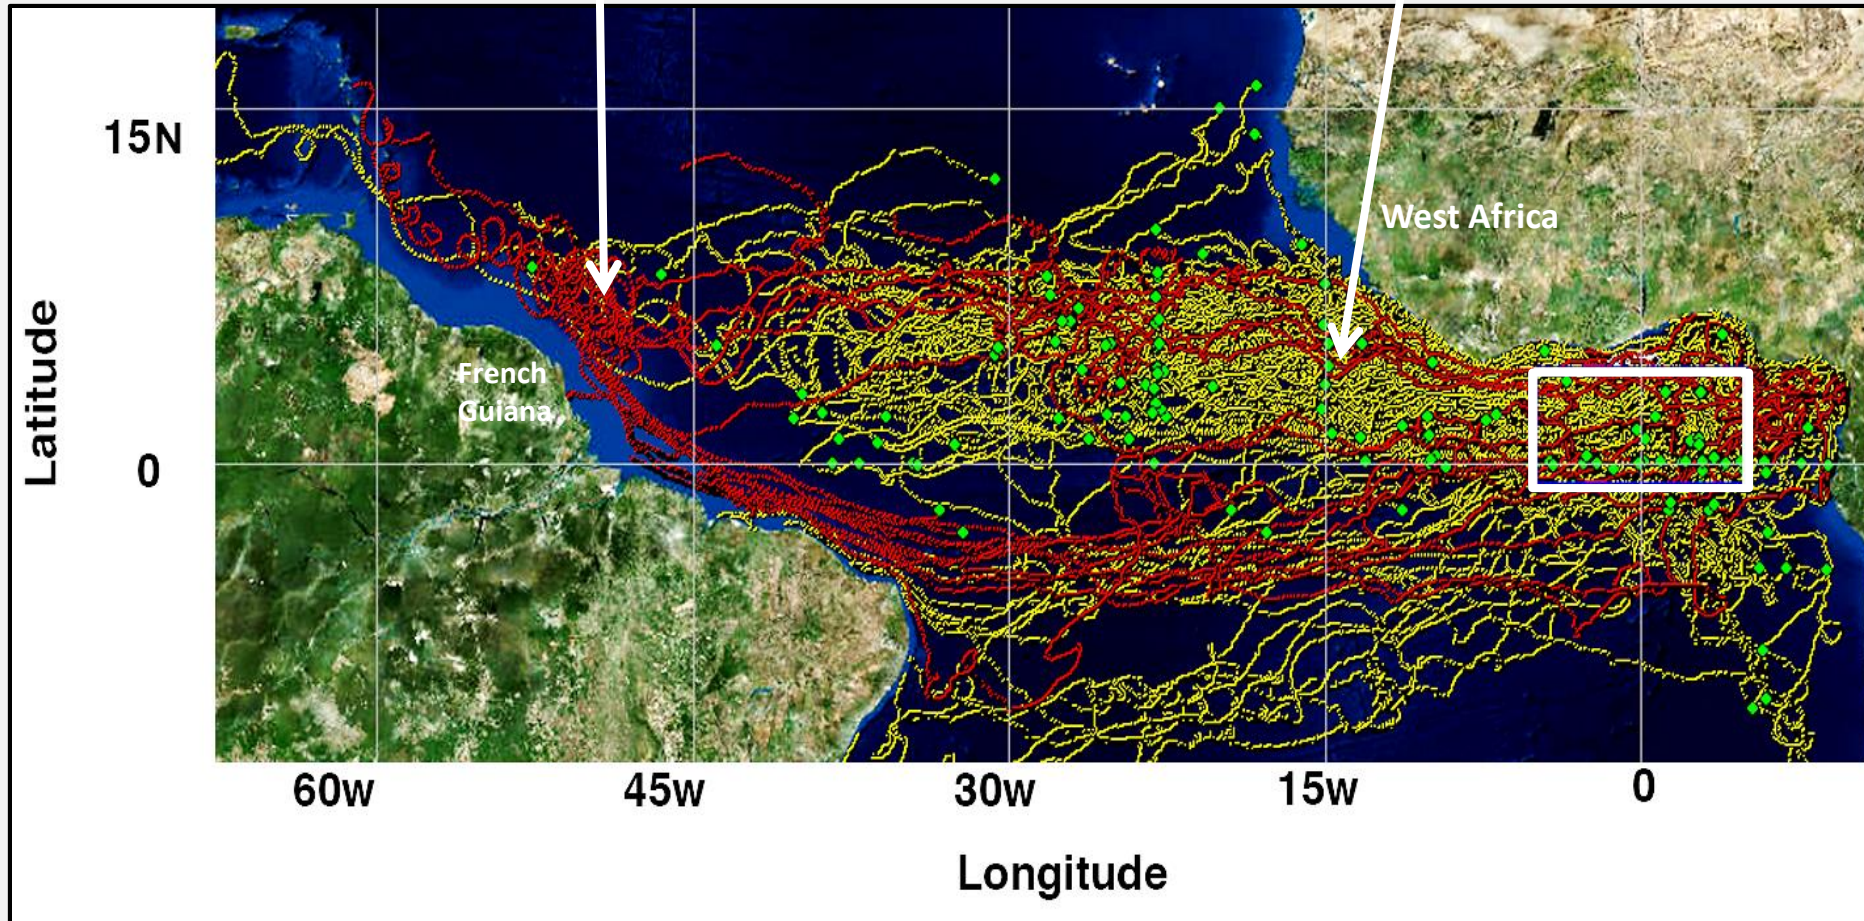 15N
West Africa
French
Guiana
Latitude
0
60W
45W
30W
15W
0
Longitude